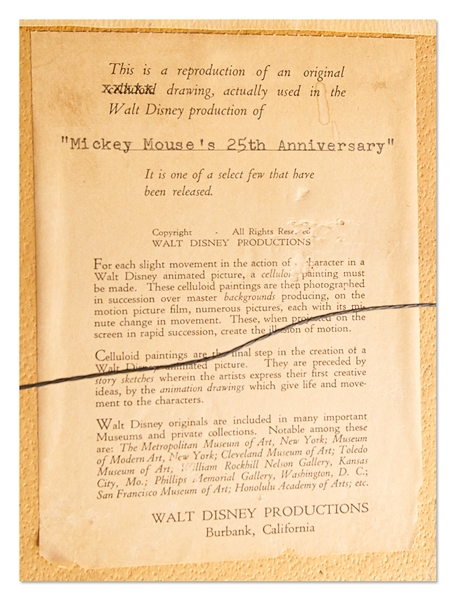 This is a reproduction of an original
celluloid drawing, actually used in the
Walt Disney production of
"Mickey Mouse's 25th Anniversary"
It is one of a select few that have
been released.
Copyright - All Rights Rese ed
WALT DISNEY PRODUCTIONS
For each slight movement in the action of haracter in a
Walt Disney animated picture, a celluloi painting must
be made. These celluloid paintings are then photographed
in succession over master backgrounds producing, on the
motion picture film, numerous pictures, each with its mi
nute change in movement. These, when pro ted on the
screen in rapid succession, create the illusion of motion.
Celluloid paintings are the final step in the creation of a
Walt Disney animated picture. They are preceded by
story sketches wherein the artists express their first creative
ideas, by the animation drawings which give life and move-
ment to the characters.
Walt Disney originals are included in many important
Museums and private collections. Notable among these
are: The Metropolitan Museum of Art, New York; Museum
of Modern Art, New York; Cleveland Museum of Art; Toledo
Museum of Art, William Rockhill Nelson Gallery, Kansas
City, Mo.; Phillips Memorial Gallery, Washington, D. C.;
San Francisco Museum of Art; Honolulu Academy of Arts; etc.
WALT DISNEY PRODUCTIONS
Burbank, California